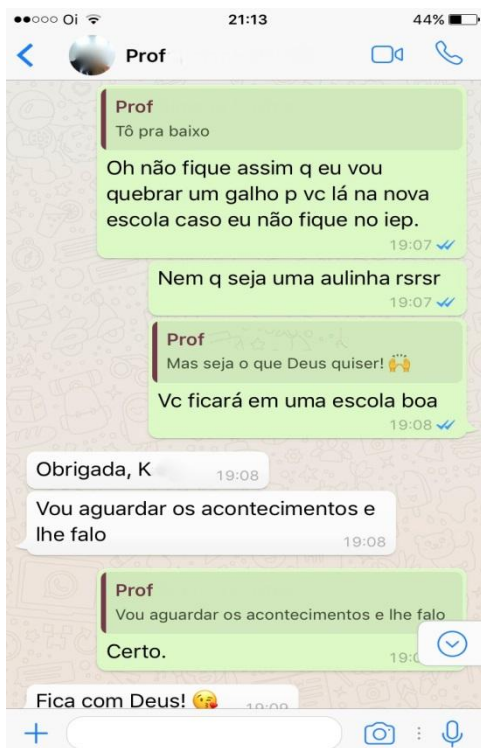 Oi 21:13 44%
Prof
Prof
Tô pra baixo
Oh não fique assim q eu vou
quebrar um galho p vc lá na nova
escola caso eu não fique no iep.
19:07
Nem q seja uma aulinha rsrsr
19:07
Prof
Mas seja o que Deus quiser! 🙌
Vc ficará em uma escola boa
19:08
Obrigada, K 19:08
Vou aguardar os acontecimentos e
lhe falo
19:08
Prof
Vou aguardar os acontecimentos e lhe falo
Certo.
Fica com Deus! 😘 19:09